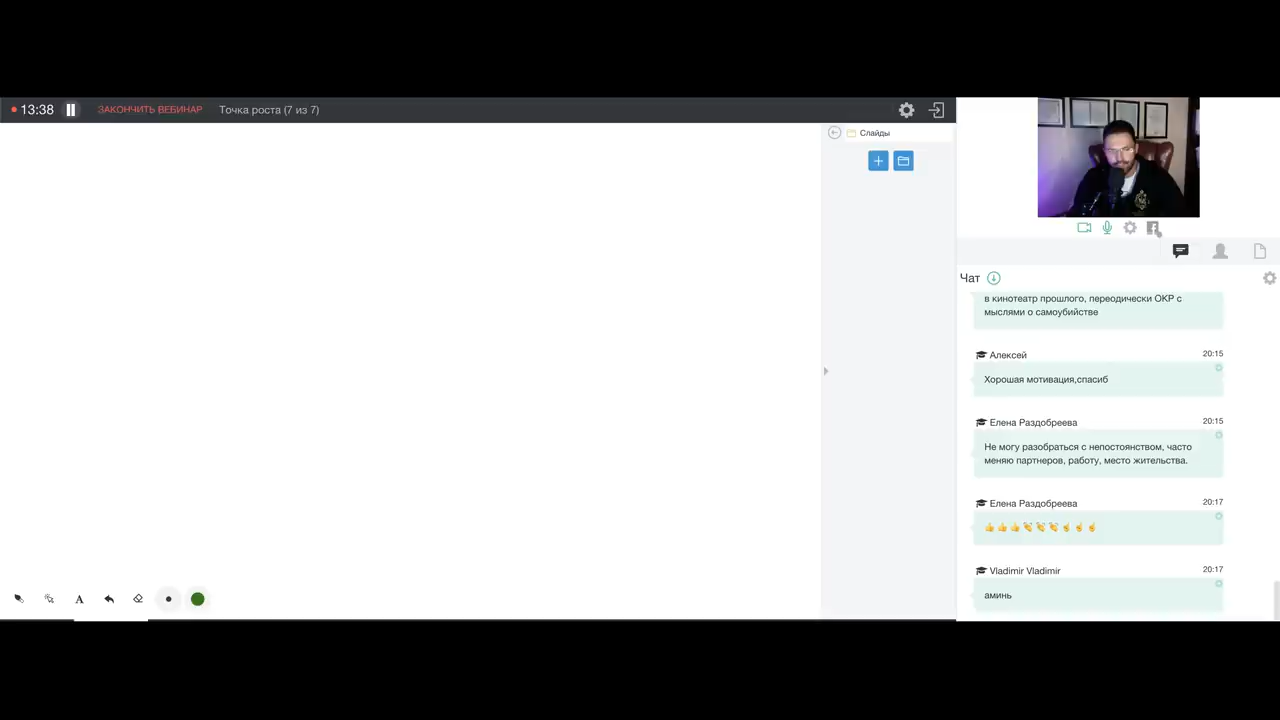 13:38
ЗАКОНЧИТЬ ВЕБИНАР
Точка роста (7 из 7)
Слайды
Чат
в кинотеатр прошлого, переодически ОКР с
мыслями о самоубийстве
Алексей 20:15
Хорошая мотивация,спасиб
Елена Раздобреева 20:15
Не могу разобраться с непостоянством, часто
меняю партнеров, работу, место жительства.
Елена Раздобреева 20:17
👍👍👍👏👏👏☝☝☝
Vladimir Vladimir 20:17
аминь
A